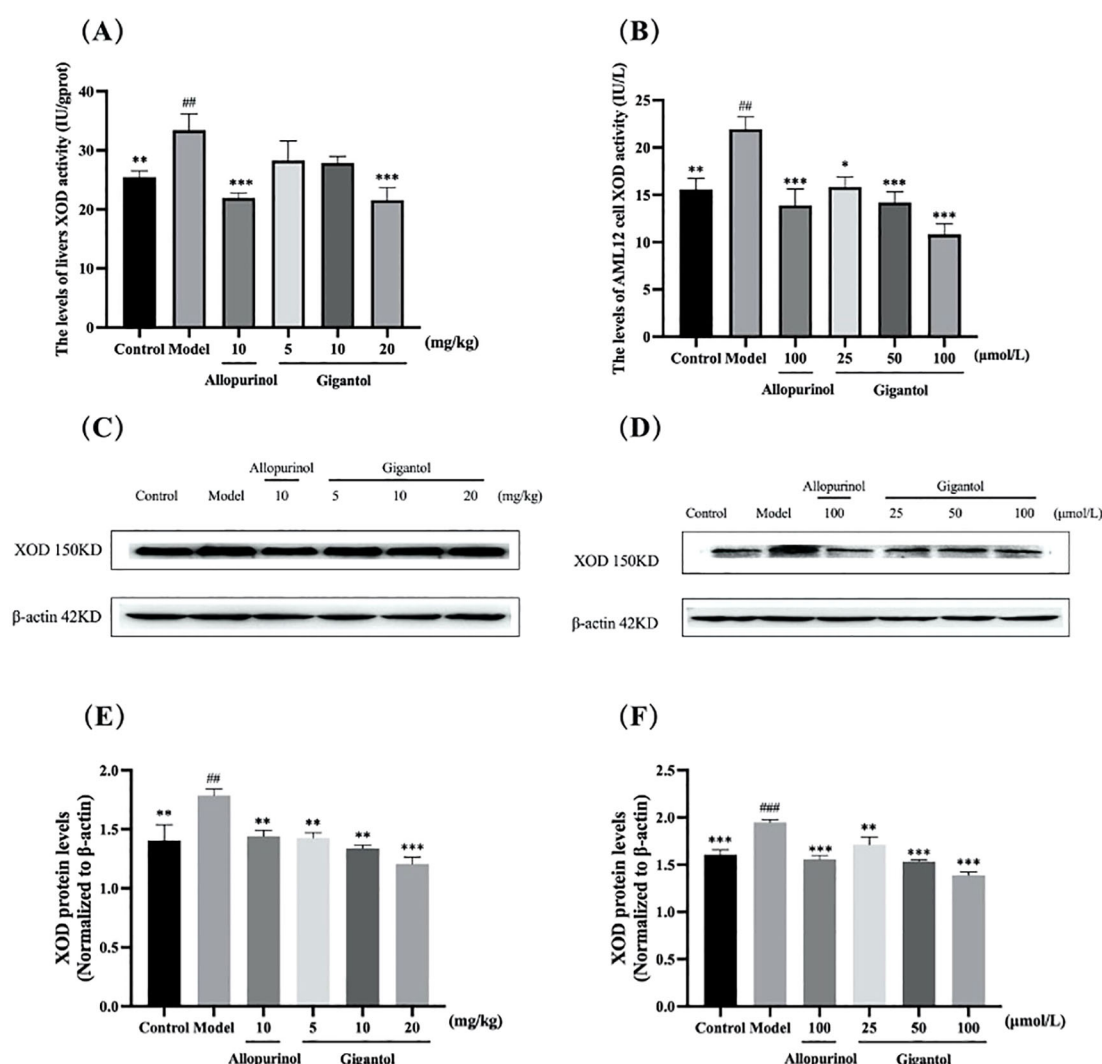 (A)
The levels of livers XOD activity (IU/gprot)
40
30
20
10
0
**
##
***
***
Control Model 10 5 10 20 (mg/kg)
Allopurinol Gigantol
(B)
The levels of AML12 cell XOD activity (IU/L)
25
20
15
10
5
0
**
##
***
*
***
***
Control Model 100 25 50 100 (μmol/L)
Allopurinol Gigantol
(C)
Allopurinol Gigantol
Control Model 10 5 10 20 (mg/kg)
XOD 150KD
β-actin 42KD
(D)
Allopurinol Gigantol
Control Model 100 25 50 100 (μmol/L)
XOD 150KD
β-actin 42KD
(E)
XOD protein levels
(Normalized to β-actin)
2.0
1.5
1.0
0.5
0.0
**
##
**
**
**
***
Control Model 10 5 10 20 (mg/kg)
Allopurinol Gigantol
(F)
XOD protein levels
(Normalized to β-actin)
2.5
2.0
1.5
1.0
0.5
0.0
***
###
***
**
***
***
Control Model 100 25 50 100 (μmol/L)
Allopurinol Gigantol